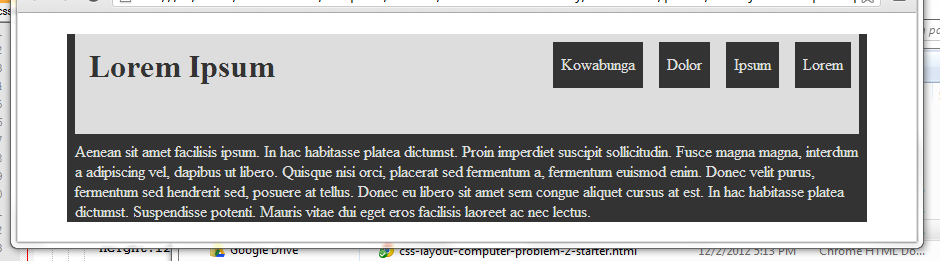 Lorem Ipsum
Kowabunga Dolor Ipsum Lorem
Aenean sit amet facilisis ipsum. In hac habitasse platea dictumst. Proin imperdiet suscipit sollicitudin. Fusce magna magna, interdum
a adipiscing vel, dapibus ut libero. Quisque nisi orci, placerat sed fermentum a, fermentum euismod enim. Donec velit purus,
fermentum sed hendrerit sed, posuere at tellus. Donec eu libero sit amet sem congue aliquet cursus at est. In hac habitasse platea
dictumst. Suspendisse potenti. Mauris vitae dui eget eros facilisis laoreet ac nec lectus.
Google Drive css-layout-computer-problem-2-starter.html 12/2/2012 5:13 PM Chrome HTML Do...